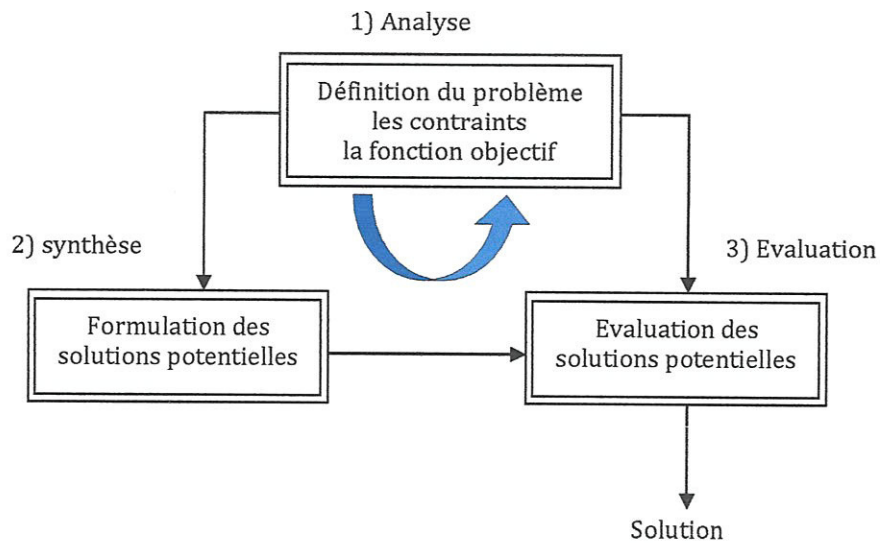 1) Analyse
Définition du problème
les contraints
la fonction objectif
2) synthèse
3) Evaluation
Formulation des
solutions potentielles
Evaluation des
solutions potentielles
Solution